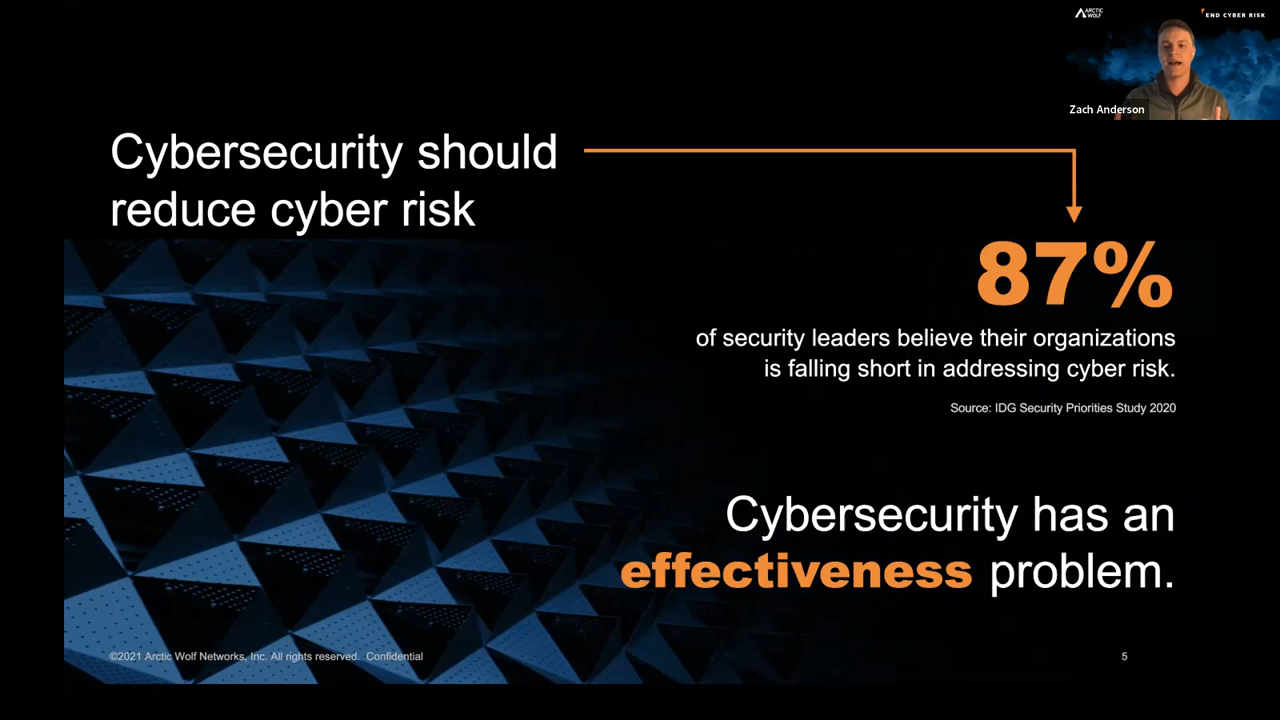 ARCTIC
WOLF
END CYBER RISK
Zach Anderson
Cybersecurity should
reduce cyber risk
87%
of security leaders believe their organizations
is falling short in addressing cyber risk.
Source: IDG Security Priorities Study 2020
Cybersecurity has an
effectiveness problem.
©2021 Arctic Wolf Networks, Inc. All rights reserved. Confidential
5